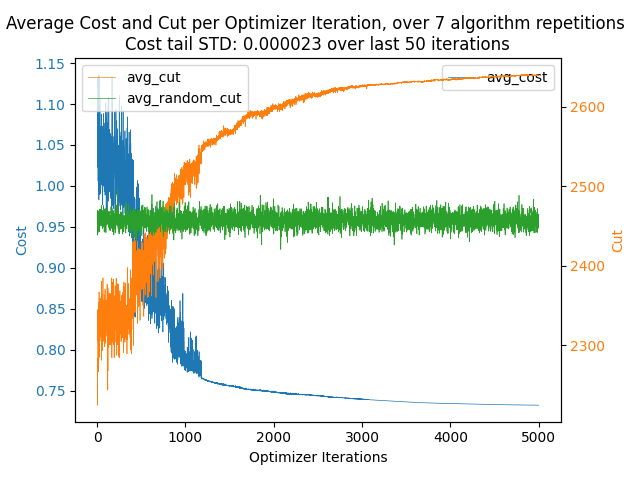 Average Cost and Cut per Optimizer Iteration, over 7 algorithm repetitions
Cost tail STD: 0.000023 over last 50 iterations
avg_cut
avg_random_cut
avg_cost
1.15
1.10
1.05
1.00
0.95
0.90
0.85
0.80
0.75
Cost
2600
2500
2400
2300
Cut
0
1000
2000
3000
4000
5000
Optimizer Iterations